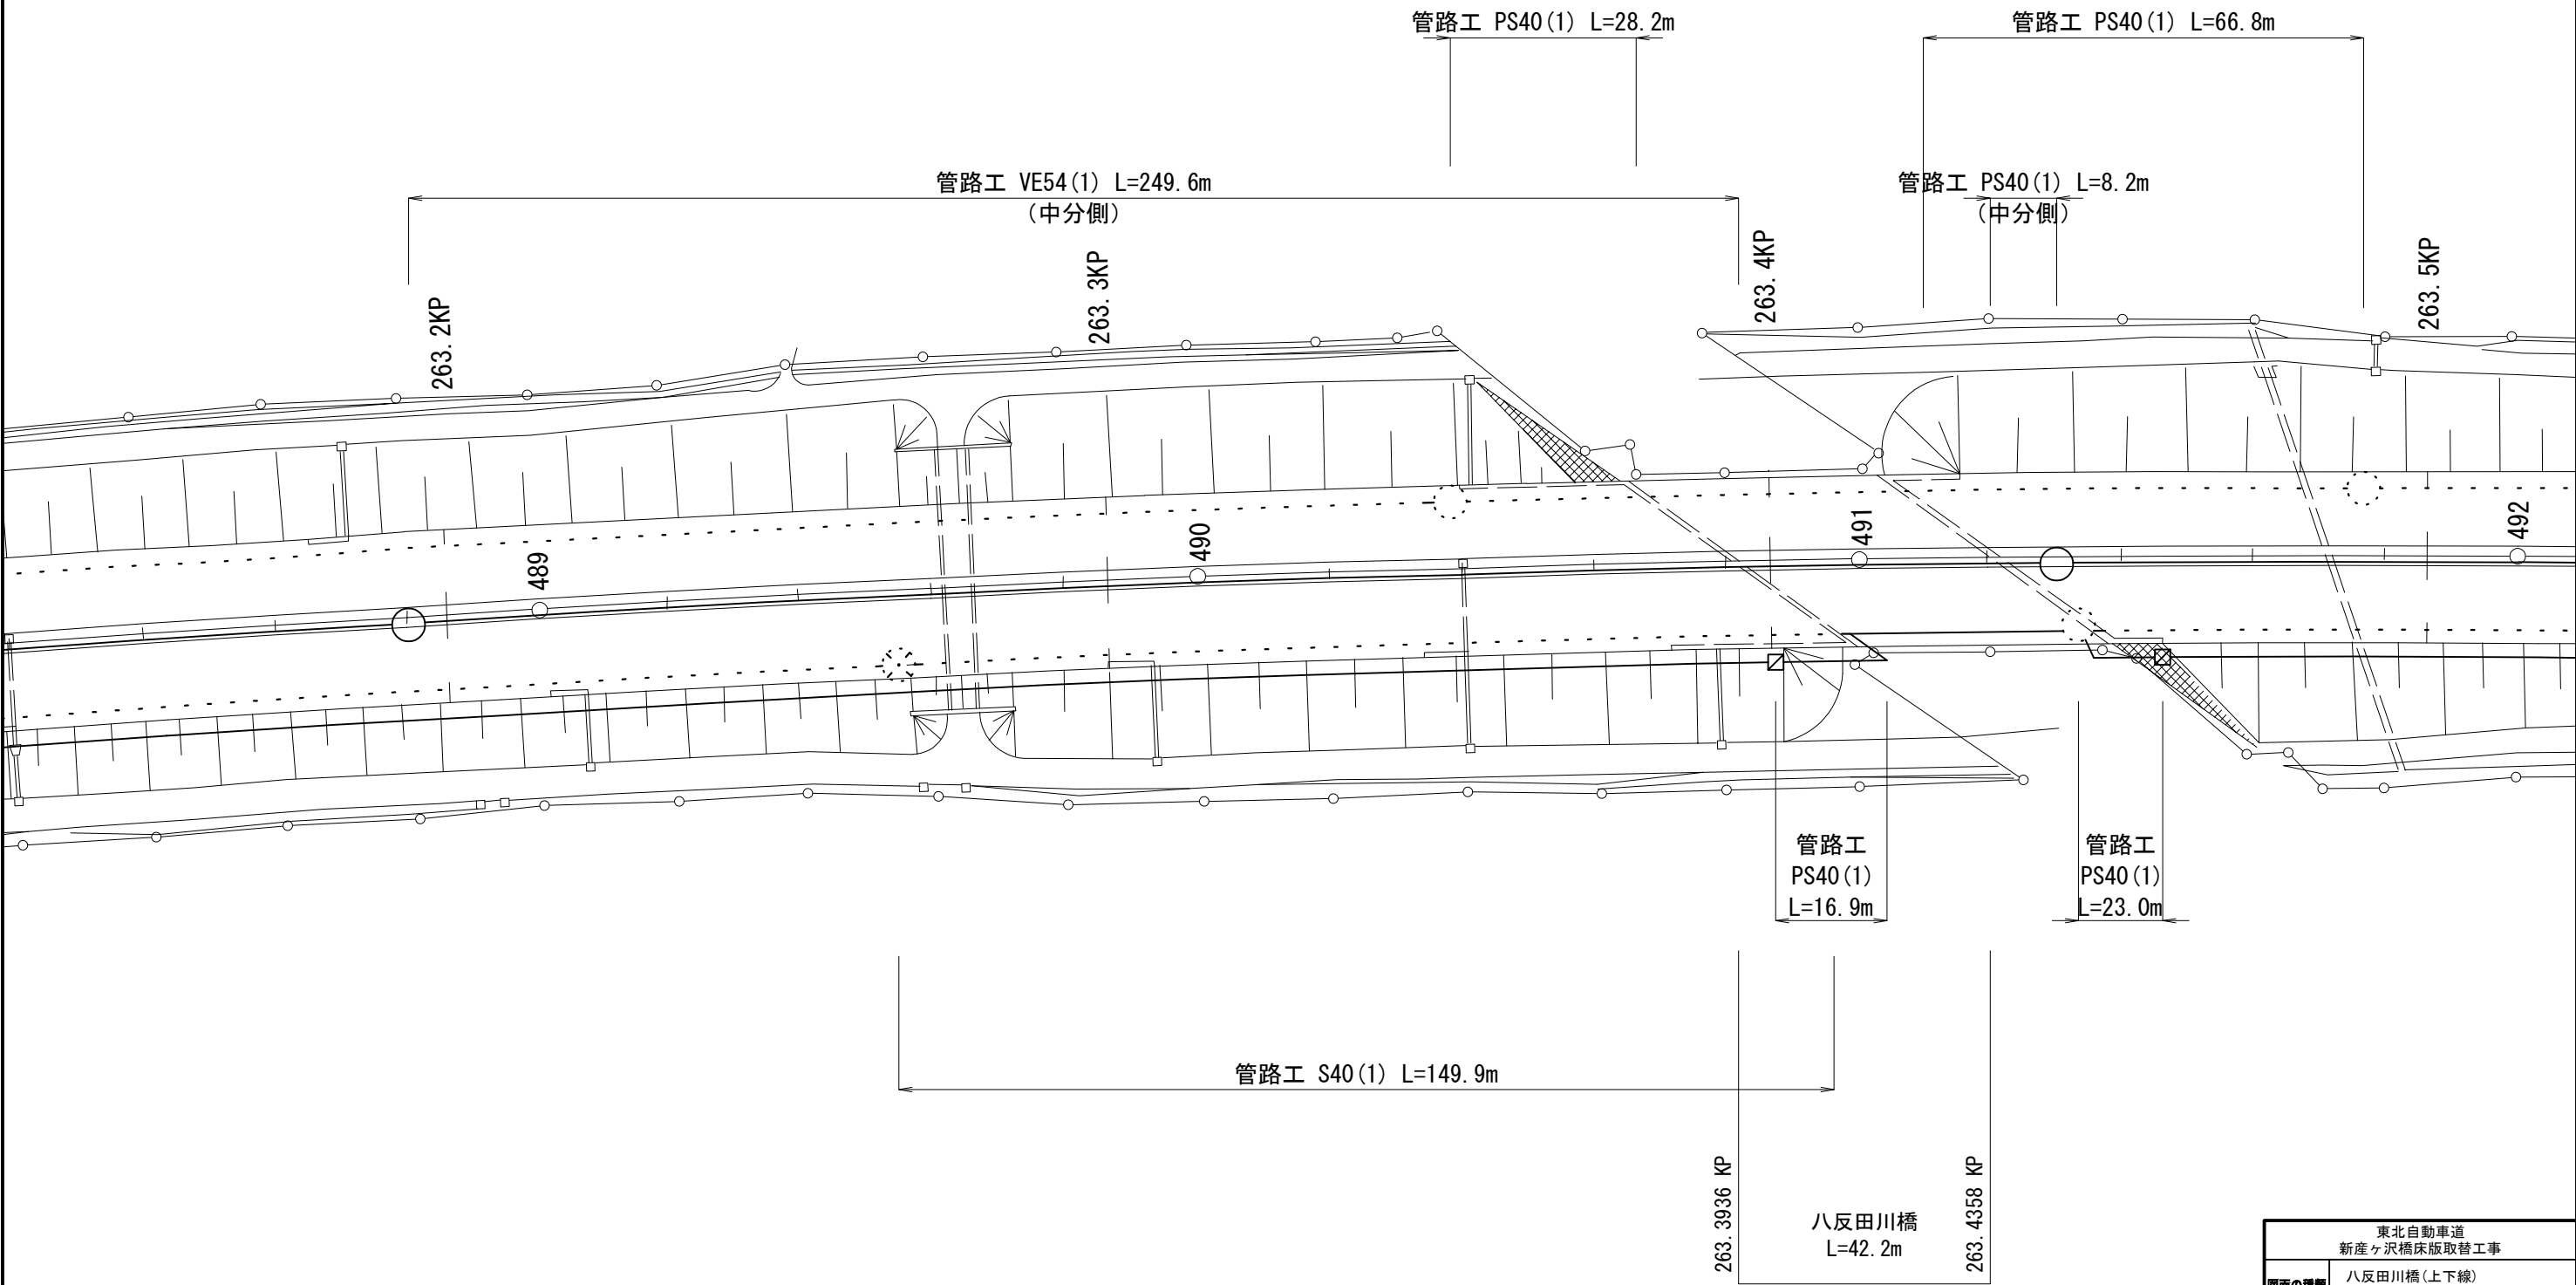 管路工 PS40(1) L=28.2m
管路工 PS40(1) L=66.8m
管路工 VE54(1) L=249.6m
(中分側)
管路工 PS40(1) L=8.2m
(中分側)
263.2KP
263.3KP
263.4KP
263.5KP
489
490
491
492
管路工
PS40(1)
L=16.9m
管路工
PS40(1)
L=23.0m
管路工 S40(1) L=149.9m
263.3936 KP
八反田川橋
L=42.2m
263.4358 KP
東北自動車道
新産ヶ沢橋床版取替工事
図面の種類
八反田川橋(上下線)